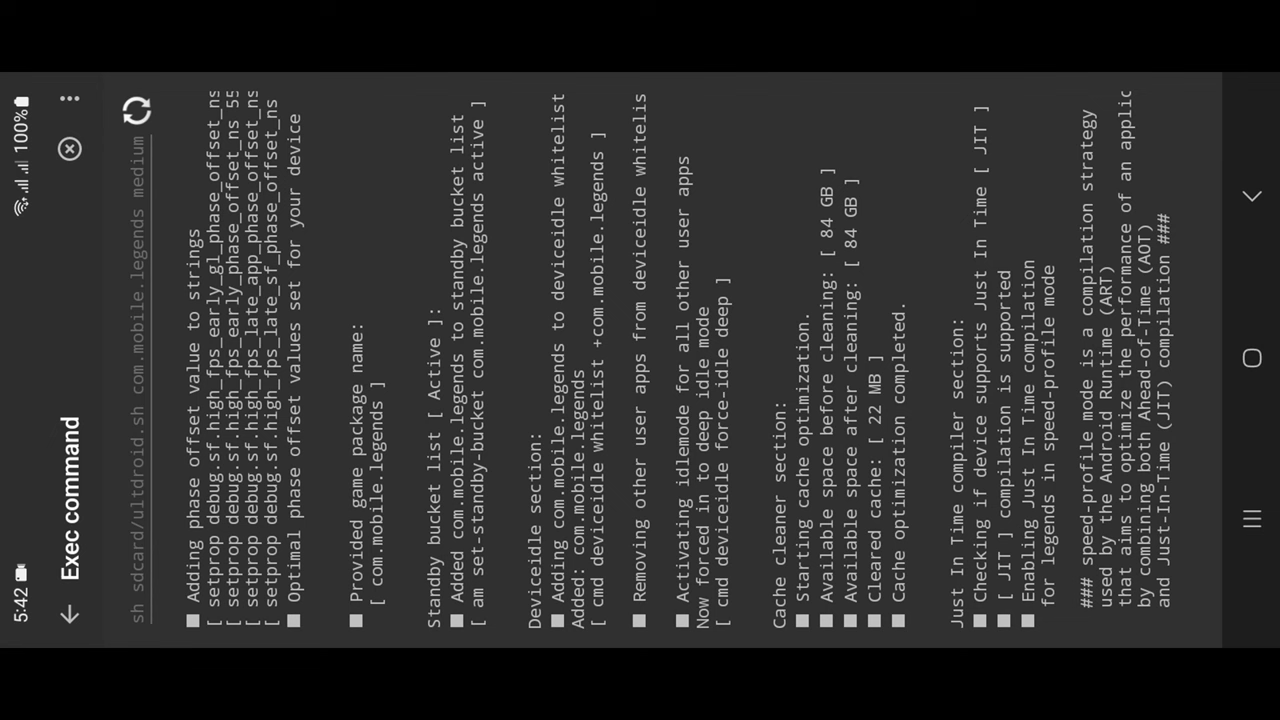 5:42
100%
Exec command
sh sdcard/ultdroid.sh com.mobile.legends medium
■ Adding phase offset value to strings
[ setprop debug.sf.high_fps_early_gl_phase_offset_ns
[ setprop debug.sf.high_fps_early_phase_offset_ns 55
[ setprop debug.sf.high_fps_late_app_phase_offset_ns
[ setprop debug.sf.high_fps_late_sf_phase_offset_ns
■ Optimal phase offset values set for your device
■ Provided game package name:
[ com.mobile.legends ]
Standby bucket list [ Active ]:
■ Added com.mobile.legends to standby bucket list
[ am set-standby-bucket com.mobile.legends active ]
Deviceidle section:
■ Adding com.mobile.legends to deviceidle whitelist
Added: com.mobile.legends
[ cmd deviceidle whitelist +com.mobile.legends ]
■ Removing other user apps from deviceidle whitelis
■ Activating idlemode for all other user apps
Now forced in to deep idle mode
[ cmd deviceidle force-idle deep ]
Cache cleaner section:
■ Starting cache optimization.
■ Available space before cleaning: [ 84 GB ]
■ Available space after cleaning: [ 84 GB ]
■ Cleared cache: [ 22 MB ]
■ Cache optimization completed.
Just In Time compiler section:
■ Checking if device supports Just In Time [ JIT ]
■ [ JIT ] compilation is supported
■ Enabling Just In Time compilation
for legends in speed-profile mode
### speed-profile mode is a compilation strategy
used by the Android Runtime (ART)
that aims to optimize the performance of an applic
by combining both Ahead-of-Time (AOT)
and Just-In-Time (JIT) compilation ###